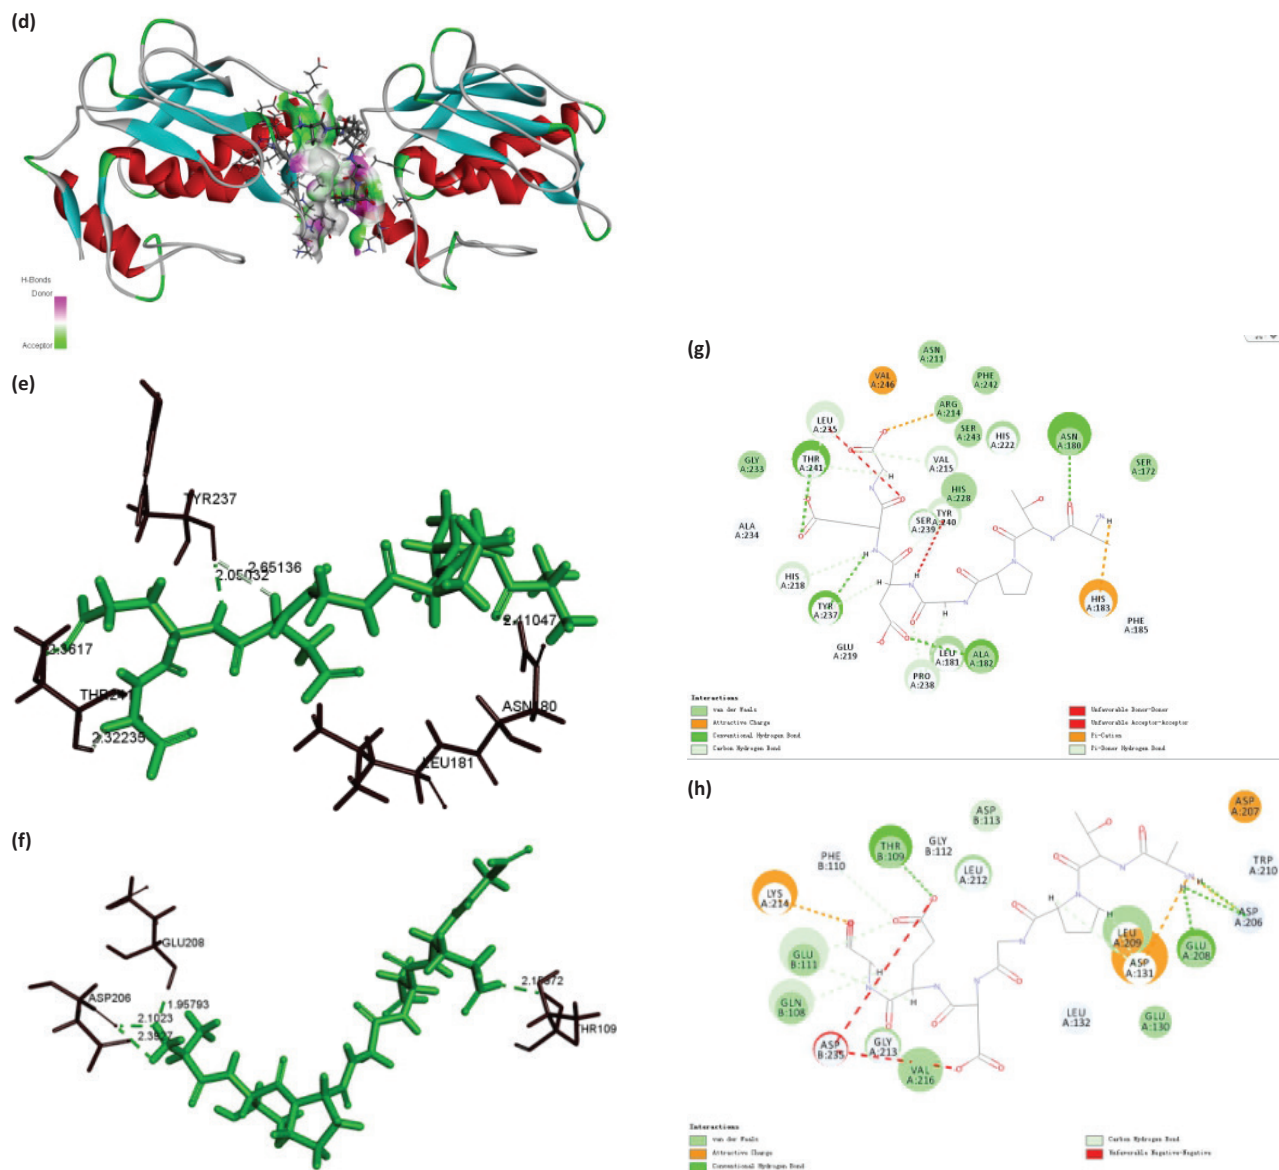 (d)
H-Bonds
Donor
Acceptor
(e)
TYR237
2.05032
2.65136
2.3617
THR241
2.32235
2.41047
ASN180
LEU181
(f)
GLU208
ASP206
1.95793
2.1023
THR109
(g)
ASN
A:211
VAL
A:246
PHE
A:242
ARG
A:214
LEU
A:235
SER
A:243
HIS
A:222
ASN
A:180
GLY
A:233
THR
A:241
VAL
A:215
SER
A:172
HIS
A:228
ALA
A:234
SER
A:239
TYR
A:240
HIS
A:218
TYR
A:237
HIS
A:183
PHE
A:185
GLU
A:219
LEU
A:181
ALA
A:182
PRO
A:238
Interactions
van der Waals
Attractive Charge
Conventional Hydrogen Bond
Carbon Hydrogen Bond
Unfavorable Donor-Donor
Unfavorable Acceptor-Acceptor
Pi-Cation
Pi-Donor Hydrogen Bond
(h)
ASP
B:113
ASP
A:207
THR
B:109
GLY
B:112
PHE
B:110
LEU
A:212
TRP
A:210
LYS
A:214
ASP
A:206
LEU
A:209
GLU
B:111
GLU
A:208
ASP
A:131
GLN
B:108
LEU
A:132
GLU
A:130
ASP
B:235
GLY
A:213
VAL
A:216
Interactions
van der Waals
Attractive Charge
Conventional Hydrogen Bond
Carbon Hydrogen Bond
Unfavorable Negative-Negative